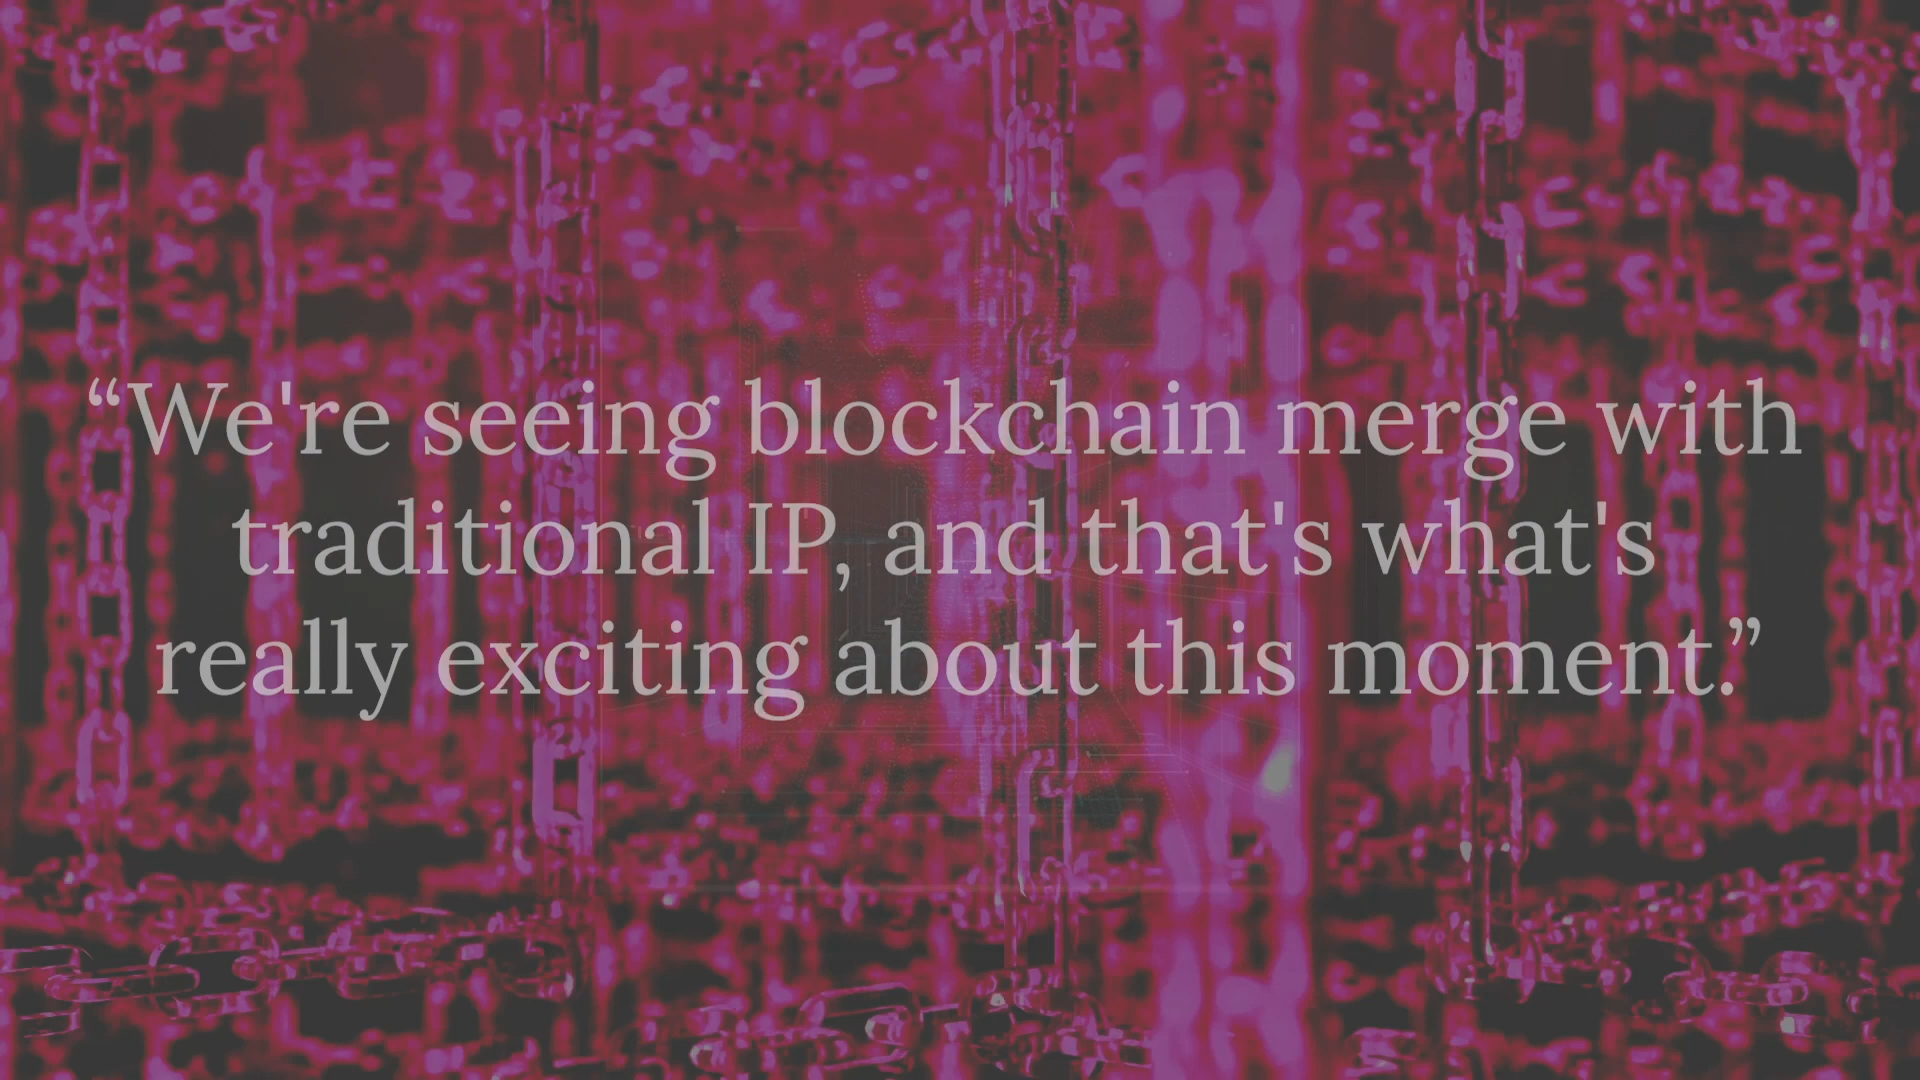 “We're seeing blockchain merge with
traditional IP, and that's what's
really exciting about this moment.”